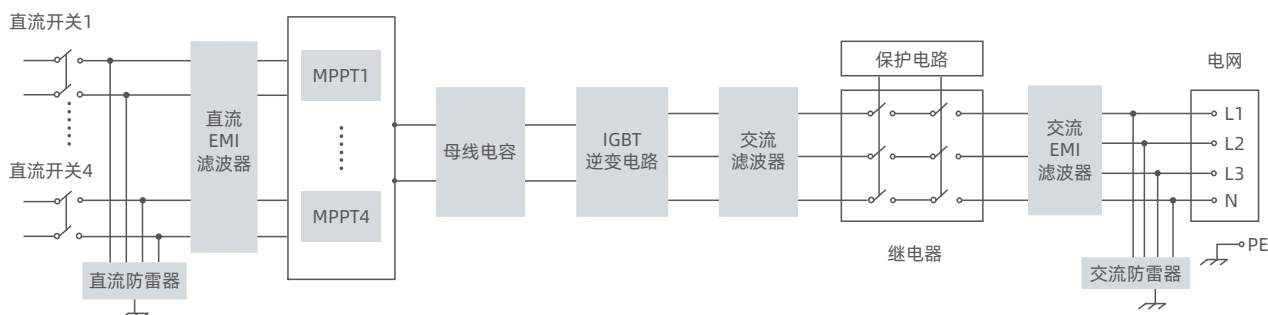 直流开关1
直流开关4
直流防雷器
直流
EMI
滤波器
MPPT1
MPPT4
母线电容
IGBT
逆变电路
交流
滤波器
保护电路
继电器
交流
EMI
滤波器
电网
L1
L2
L3
N
PE
交流防雷器